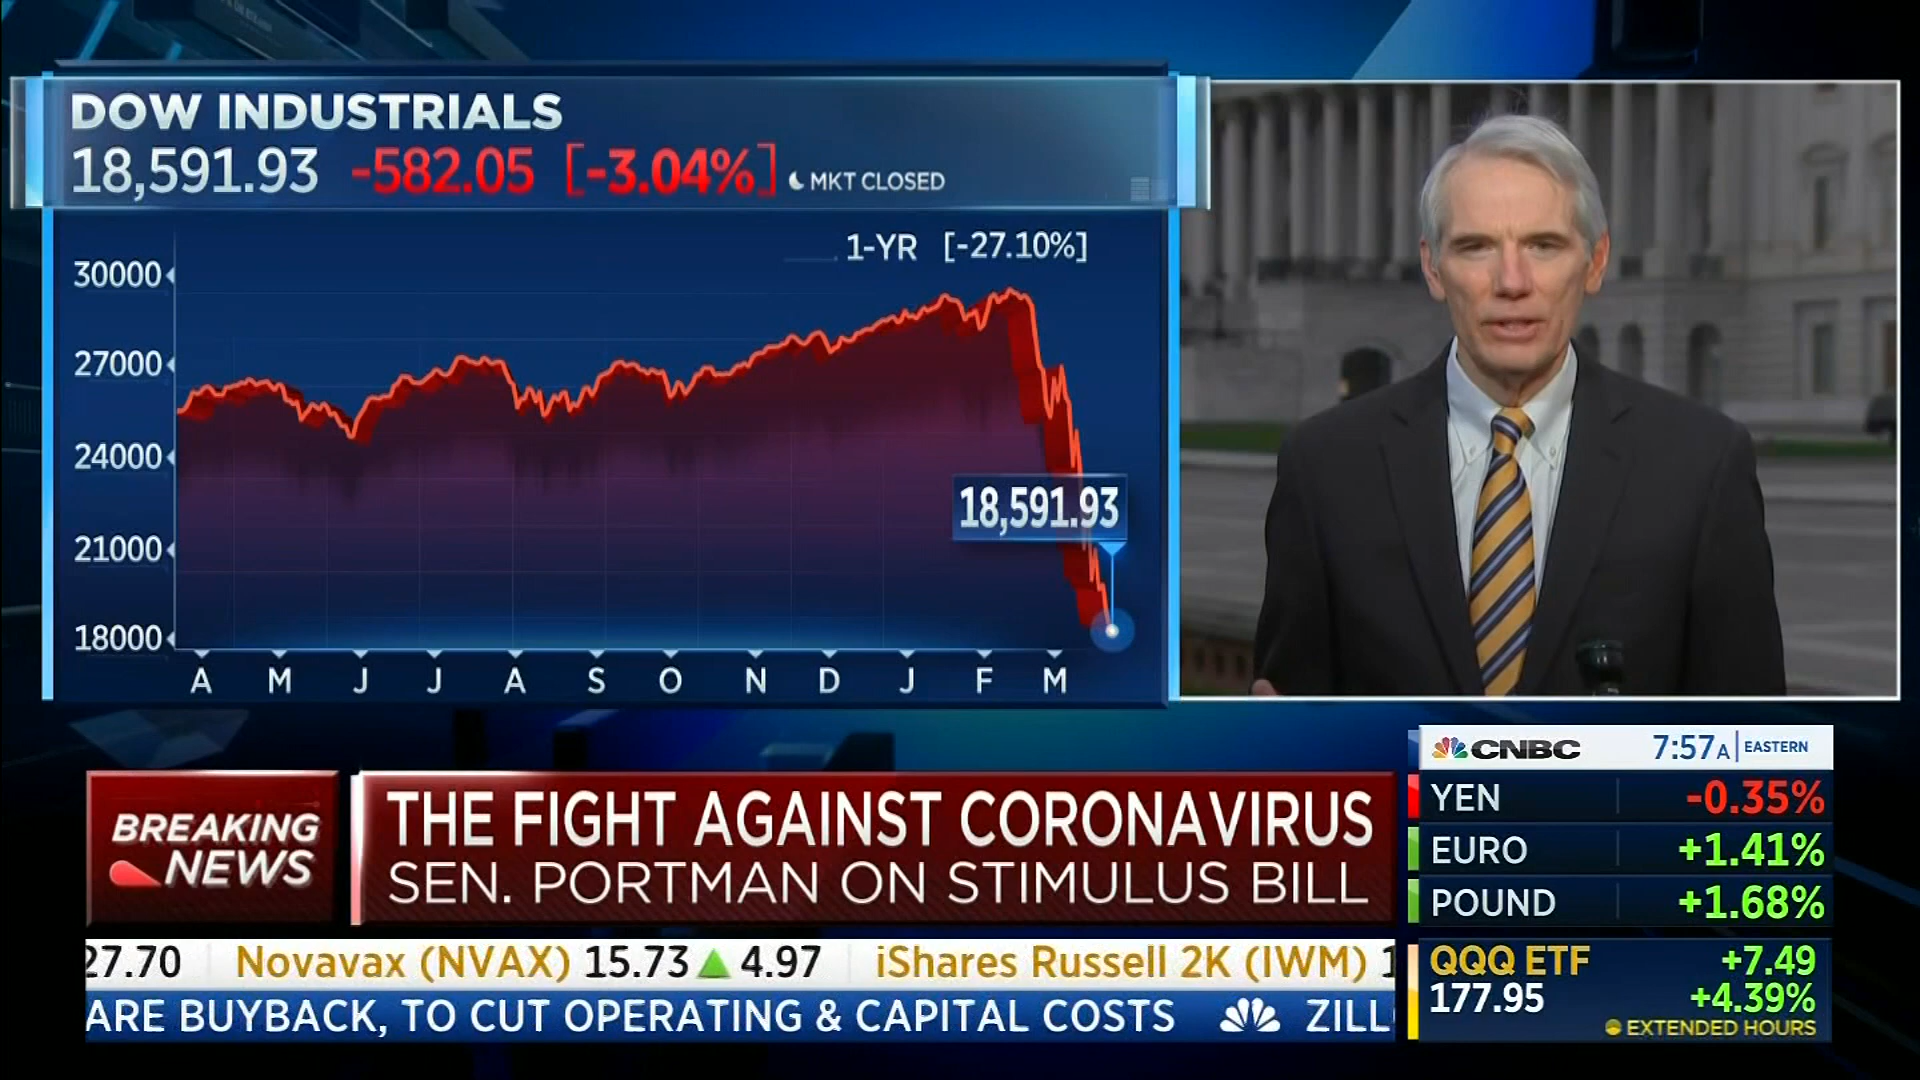 DOW INDUSTRIALS
18,591.93 -582.05 [-3.04%] MKT CLOSED
1-YR [-27.10%]
30000
27000
24000
21000
18000
18,591.93
A M J J A S O N D J F M
BREAKING
NEWS
THE FIGHT AGAINST CORONAVIRUS
SEN. PORTMAN ON STIMULUS BILL
CNBC 7:57A EASTERN
YEN -0.35%
EURO +1.41%
POUND +1.68%
QQQ ETF +7.49
177.95 +4.39%
EXTENDED HOURS
27.70 Novavax (NVAX) 15.73 ▲ 4.97 iShares Russell 2K (IWM) 1
ARE BUYBACK, TO CUT OPERATING & CAPITAL COSTS ZILL